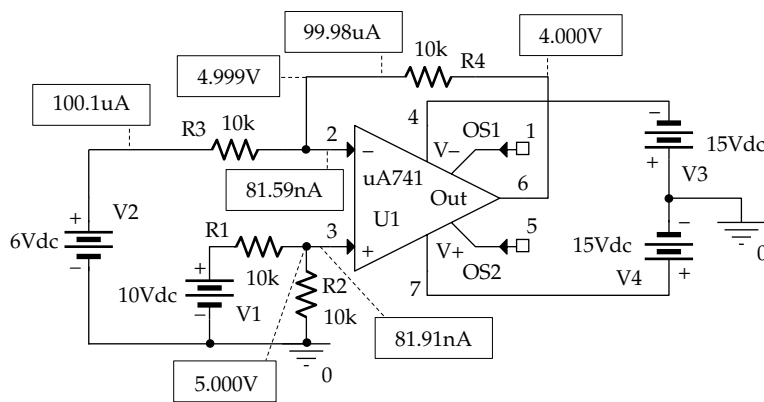 99.98uA
4.000V
4.999V
10k
R4
100.1uA
R3
10k
4
OS1
1
−
15Vdc
+
V3
2
−
V−
uA741
Out
6
81.59nA
U1
5
V2
+
6Vdc
−
R1
3
+
V+
OS2
−
15Vdc
V4
+
0
10k
+
10Vdc
−
V1
R2
10k
7
81.91nA
5.000V
0